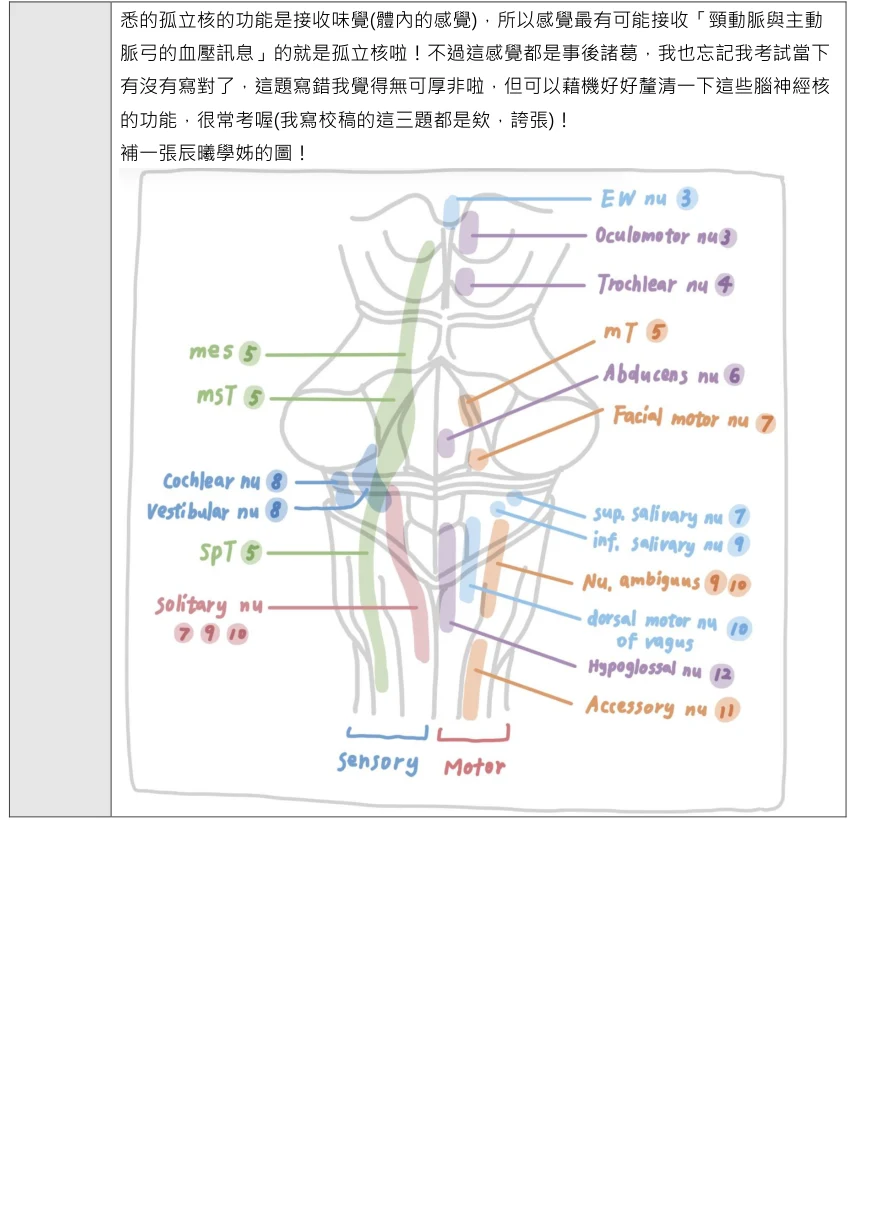 悉的孤立核的功能是接收味覺(體內的感覺)，所以感覺最有可能接收「頸動脈與主動
脈弓的血壓訊息」的就是孤立核啦！不過這感覺都是事後諸葛，我也忘記我考試當下
有沒有寫對了，這題寫錯我覺得無可厚非啦，但可以藉機好好釐清一下這些腦神經核
的功能，很常考喔(我寫校稿的這三題都是欸，誇張)！
補一張辰曦學姊的圖！
EW nu 3
Oculomotor nu 3
Trochlear nu 4
mT 5
Abducens nu 6
Facial motor nu 7
mes 5
msT 5
Cochlear nu 8
Vestibular nu 8
spT 5
Solitary nu
7 9 10
sup. salivary nu 7
inf. salivary nu 9
Nu. ambiguus 9 10
dorsal motor nu 10
of vagus
Hypoglossal nu 12
Accessory nu 11
Sensory
Motor